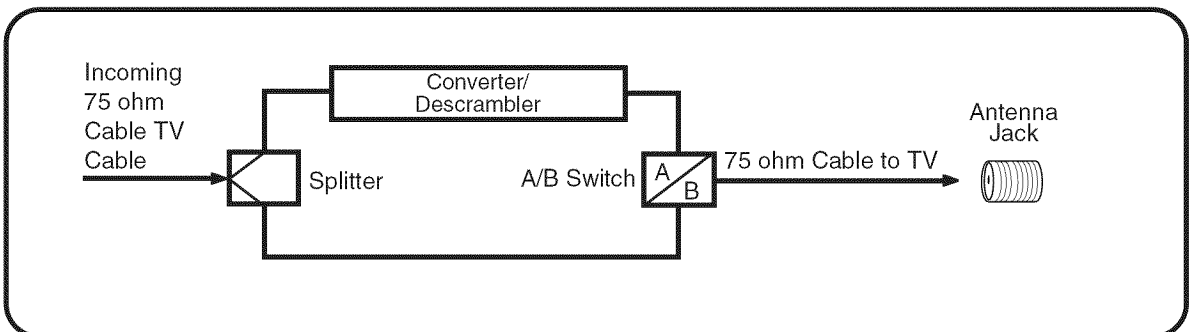 Incoming
75 ohm
Cable TV
Cable
Converter/
Descrambler
Splitter
A/B Switch
A
B
75 ohm Cable to TV
Antenna
Jack